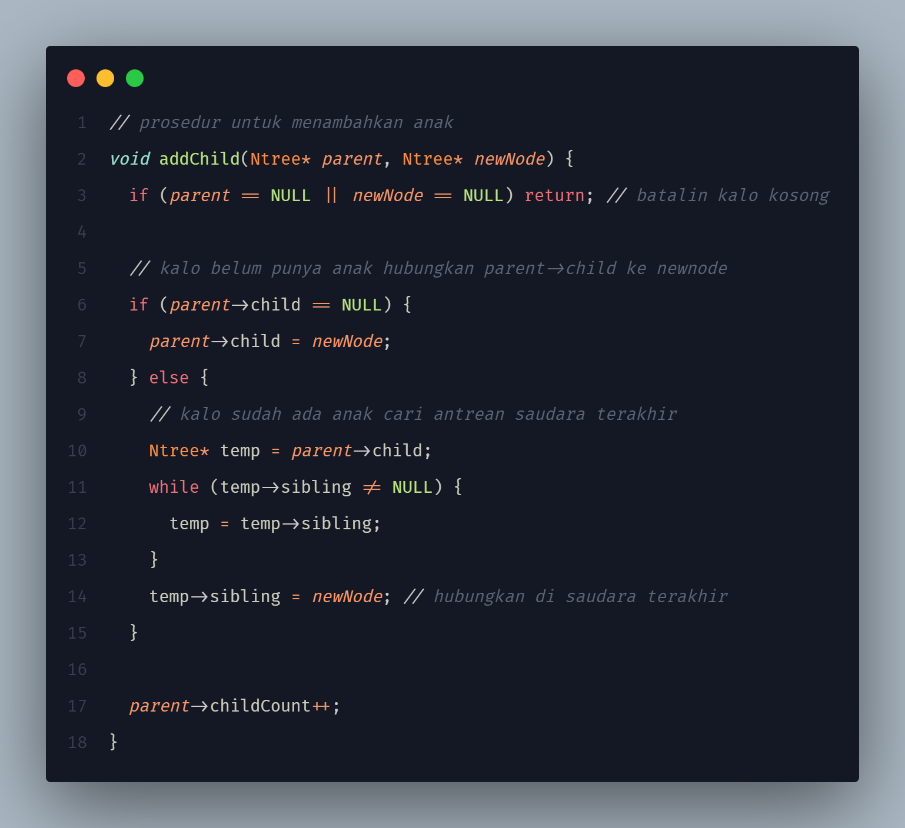 1 // prosedur untuk menambahkan anak
2 void addChild(Ntree* parent, Ntree* newNode) {
3   if (parent == NULL || newNode == NULL) return; // batalin kalo kosong
4
5   // kalo belum punya anak hubungkan parent->child ke newnode
6   if (parent->child == NULL) {
7     parent->child = newNode;
8   } else {
9     // kalo sudah ada anak cari antrean saudara terakhir
10     Ntree* temp = parent->child;
11     while (temp->sibling != NULL) {
12       temp = temp->sibling;
13     }
14     temp->sibling = newNode; // hubungkan di saudara terakhir
15   }
16
17   parent->childCount++;
18 }